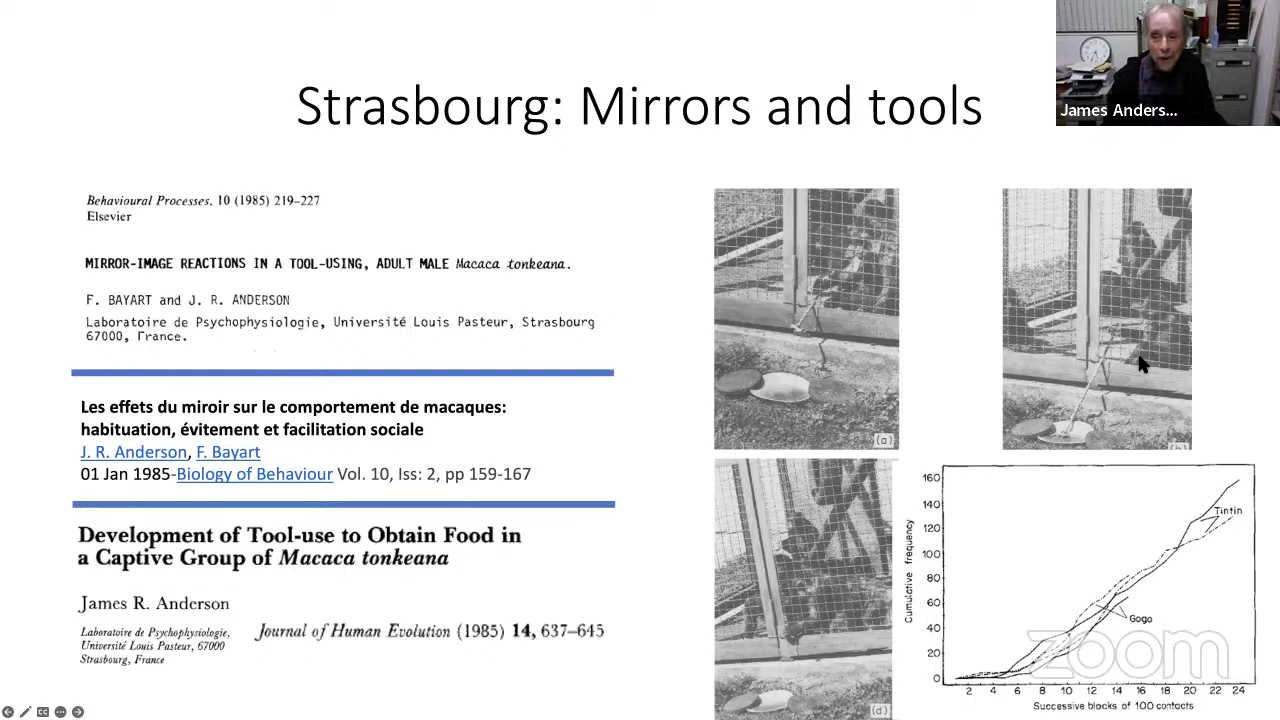 James Anders...
Strasbourg: Mirrors and tools
Behavioural Processes, 10 (1985) 219–227
Elsevier
MIRROR-IMAGE REACTIONS IN A TOOL-USING, ADULT MALE Macaca tonkeana.
F. BAYART and J. R. ANDERSON
Laboratoire de Psychophysiologie, Université Louis Pasteur, Strasbourg
67000, France.
Les effets du miroir sur le comportement de macaques:
habituation, évitement et facilitation sociale
J. R. Anderson, F. Bayart
01 Jan 1985-Biology of Behaviour Vol. 10, Iss: 2, pp 159-167
Development of Tool-use to Obtain Food in
a Captive Group of Macaca tonkeana
James R. Anderson
Laboratoire de Psychophysiologie,
Université Louis Pasteur, 67000
Strasbourg, France
Journal of Human Evolution (1985) 14, 637–645
(a)
(b)
(d)
Cumulative frequency
160
140
120
100
80
60
40
20
0
Tintin
Gogo
zoom
2 4 6 8 10 12 14 16 18 20 22 24
Successive blocks of 100 contacts